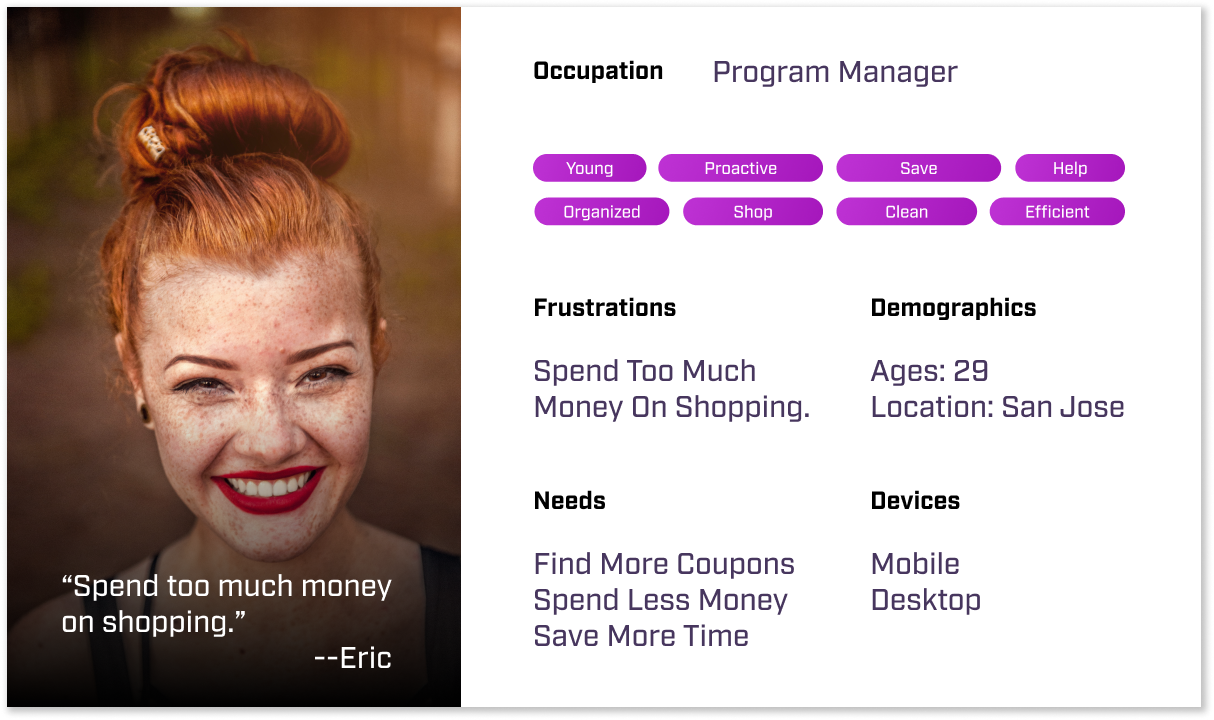 Occupation Program Manager
Young Proactive Save Help
Organized Shop Clean Efficient
Frustrations
Spend Too Much
Money On Shopping.
Demographics
Ages: 29
Location: San Jose
Needs
Find More Coupons
Spend Less Money
Save More Time
Devices
Mobile
Desktop
“Spend too much money
on shopping.”
--Eric